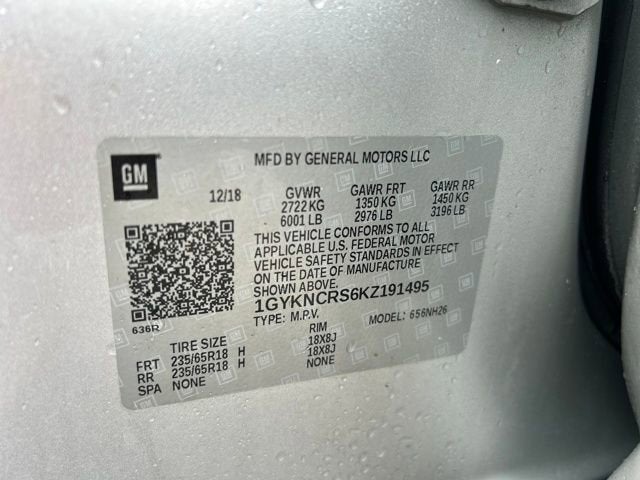 GM
MFD BY GENERAL MOTORS LLC
12/18 GVWR GAWR FRT GAWR RR
2722 KG 1350 KG 1450 KG
6001 LB 2976 LB 3196 LB
THIS VEHICLE CONFORMS TO ALL
APPLICABLE U.S. FEDERAL MOTOR
VEHICLE SAFETY STANDARDS IN EFFECT
ON THE DATE OF MANUFACTURE
SHOWN ABOVE.
1GYKNCRS6KZ191495
TYPE: M.P.V. MODEL: 656NH26
636R
TIRE SIZE RIM
FRT 235/65R18 H 18X8J
RR 235/65R18 H 18X8J
SPA NONE NONE